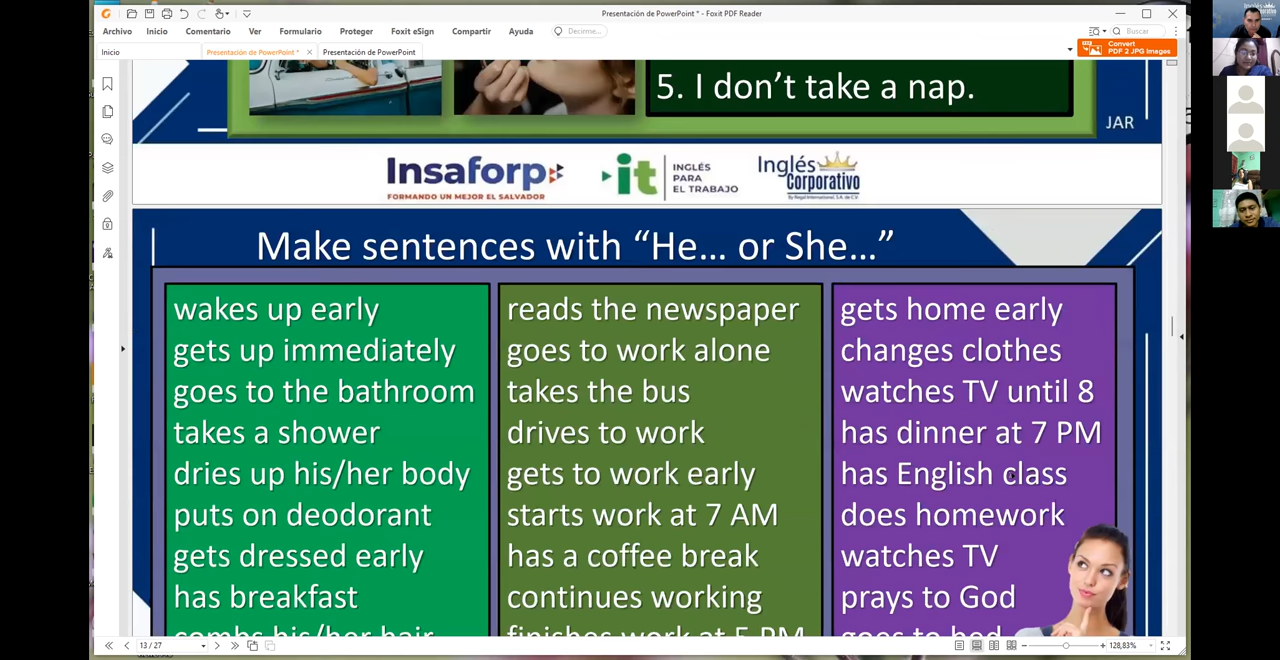 Presentación de PowerPoint * - Foxit PDF Reader
Archivo Inicio Comentario Ver Formulario Proteger Foxit eSign Compartir Ayuda Decirme... Buscar
Inicio Presentación de PowerPoint * Presentación de PowerPoint
Convert
PDF 2 JPG Images
5. I don't take a nap.
JAR
Insaforp
FORMANDO UN MEJOR EL SALVADOR
it
INGLÉS
PARA
EL TRABAJO
Inglés
Corporativo
By Regal International, S.A. de C.V.
Make sentences with “He... or She...”
wakes up early
gets up immediately
goes to the bathroom
takes a shower
dries up his/her body
puts on deodorant
gets dressed early
has breakfast
combs his/her hair
reads the newspaper
goes to work alone
takes the bus
drives to work
gets to work early
starts work at 7 AM
has a coffee break
continues working
finishes work at 5 PM
gets home early
changes clothes
watches TV until 8
has dinner at 7 PM
has English class
does homework
watches TV
prays to God
goes to bed
13 / 27
128,83%
Inglés
Corporativo